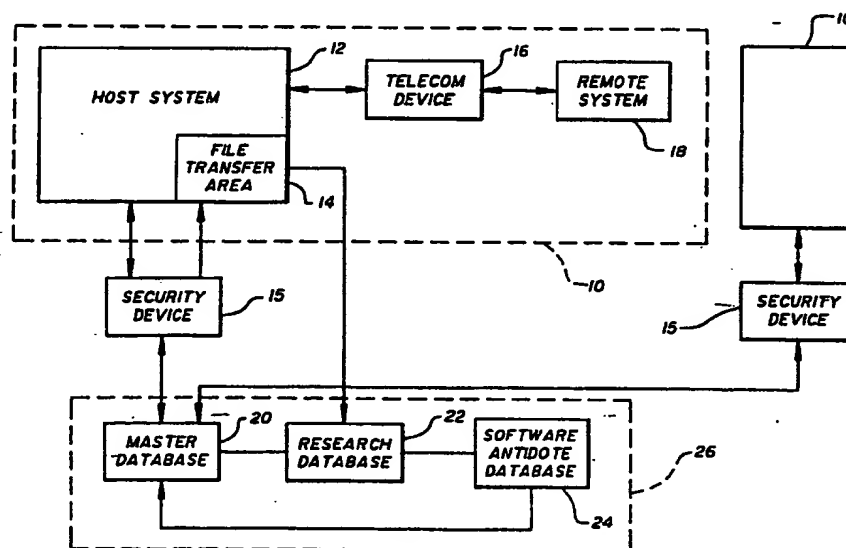 12
HOST SYSTEM
16
TELECOM
DEVICE
REMOTE
SYSTEM
18
FILE
TRANSFER
AREA
14
10
SECURITY
DEVICE
15
SECURITY
DEVICE
15
20
MASTER
DATABASE
22
RESEARCH
DATABASE
SOFTWARE
ANTIDOTE
DATABASE
24
26